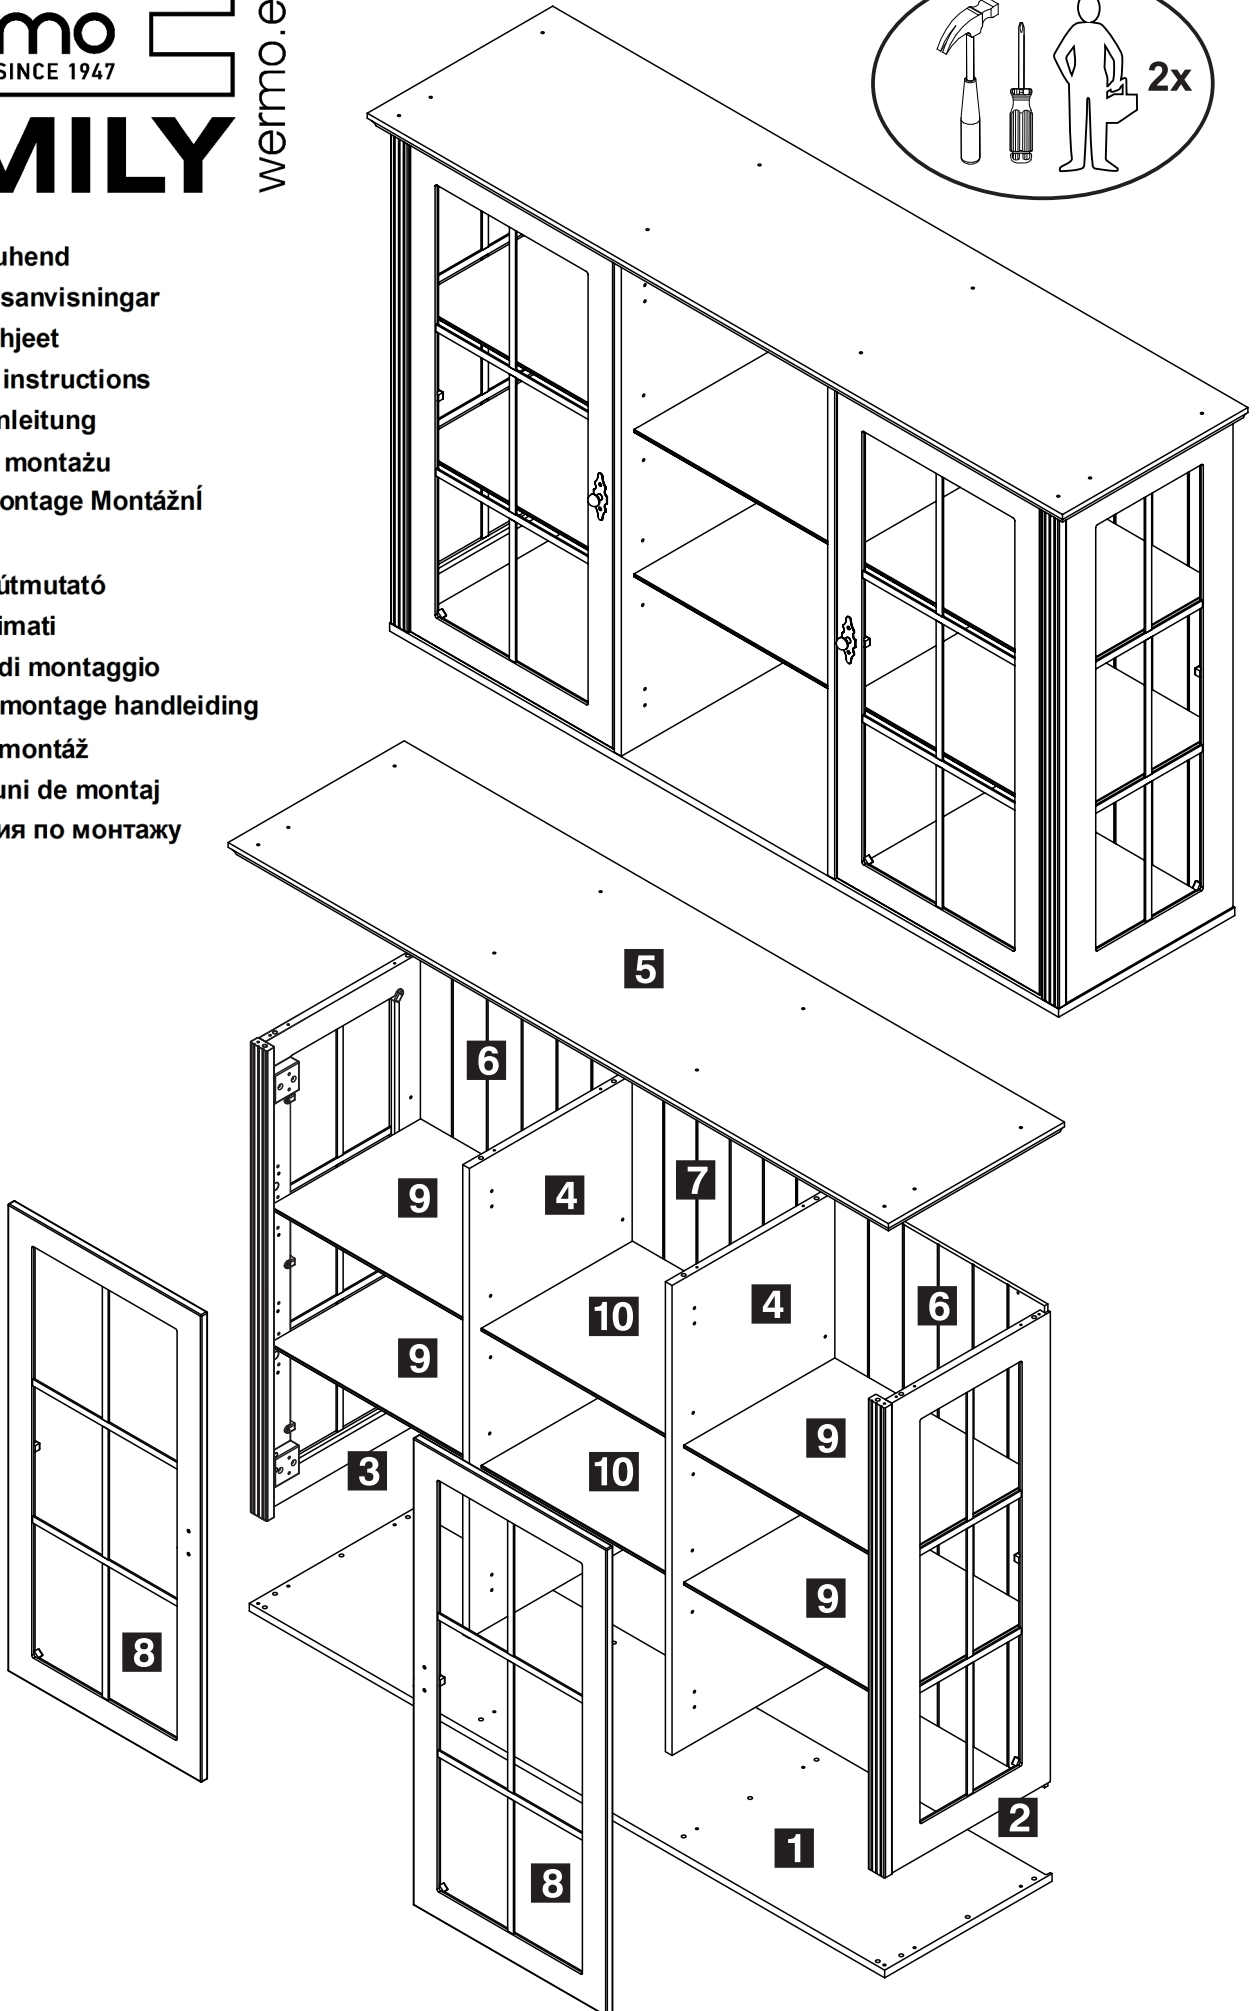 mo
SINCE 1947
MILY
wermo.e
2x
uhend
sanvisningar
hjeet
instructions
nleitung
montażu
ontage Montážní
útmutató
imati
di montaggio
montage handleiding
montáž
uni de montaj
ия по монтажу
5
6
7
4
9
10
4
6
9
10
9
3
9
8
1
2
8